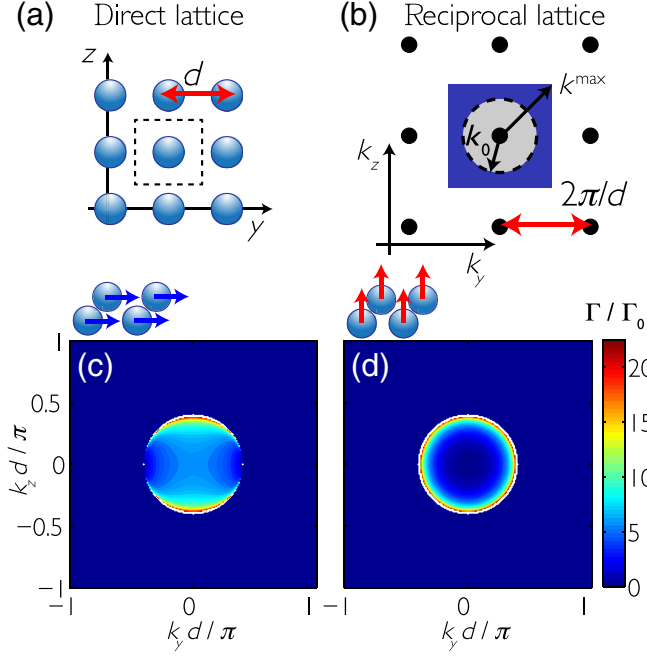 (a) Direct lattice
z
d
y
(b) Reciprocal lattice
k^max
k_0
k_z
2π/d
k_y
Γ / Γ_0
(c)
1
0.5
0
−0.5
−1
k_z d / π
−1 0 1
k_y d / π
(d)
−1 0 1
k_y d / π
20
15
10
5
0